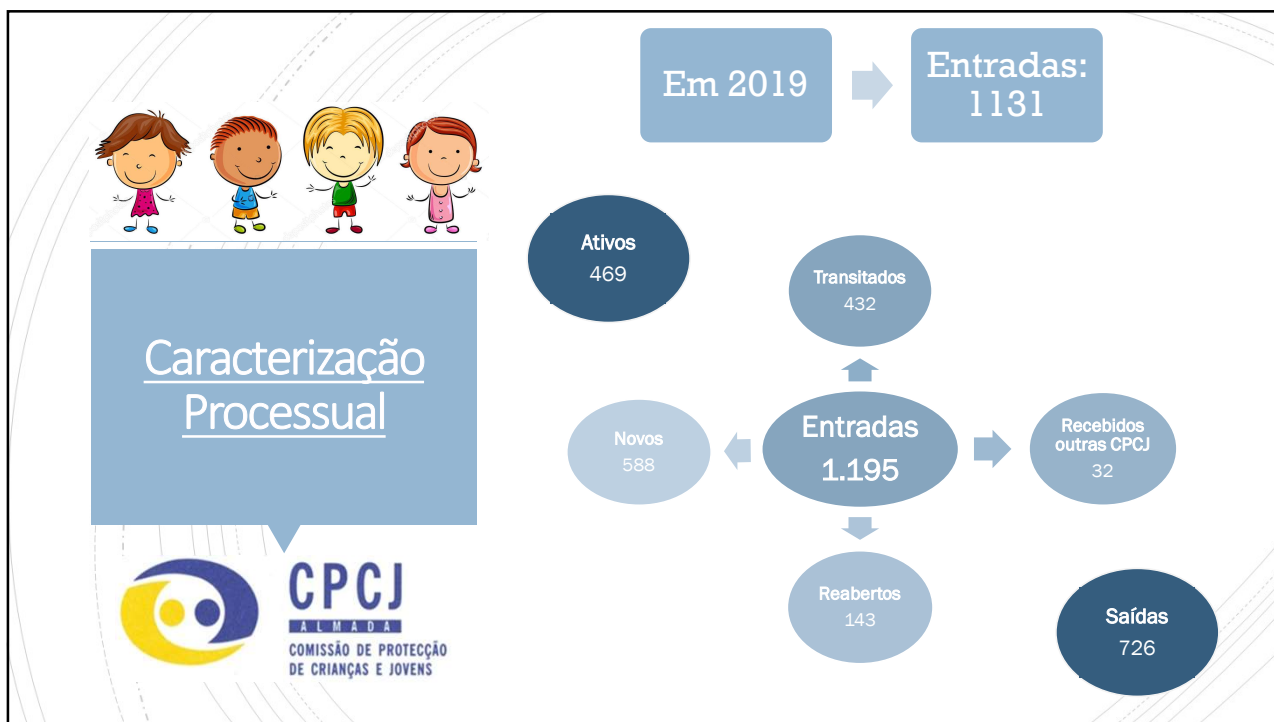 Em 2019
Entradas:
1131
Ativos
469
Transitados
432
Caracterização
Processual
Novos
588
Entradas
1.195
Recebidos
outras CPCJ
32
Reabertos
143
Saídas
726
CPCJ
ALMADA
COMISSÃO DE PROTECÇÃO
DE CRIANÇAS E JOVENS